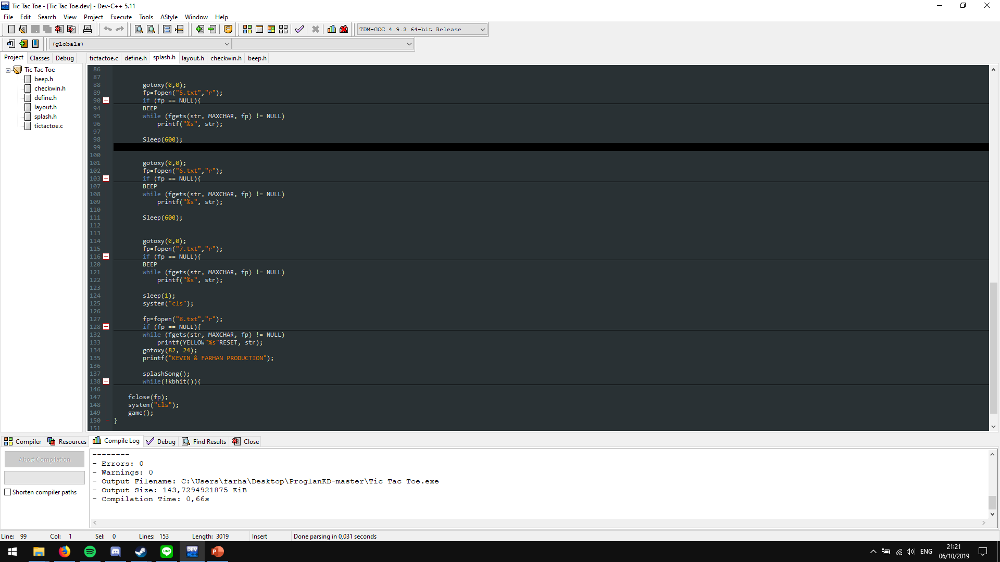 Tic Tac Toe - [Tic Tac Toe.dev] - Dev-C++ 5.11
File Edit Search View Project Execute Tools AStyle Window Help
TDM-GCC 4.9.2 64-bit Release
(globals)
Project Classes Debug
tictactoe.c define.h splash.h layout.h checkwin.h beep.h
Tic Tac Toe
beep.h
checkwin.h
define.h
layout.h
splash.h
tictactoe.c
86
87
88 gotoxy(0,0);
89 fp=fopen("5.txt","r");
90 if (fp == NULL){
94 BEEP
95 while (fgets(str, MAXCHAR, fp) != NULL)
96 printf("%s", str);
97
98 Sleep(600);
99
100
101 gotoxy(0,0);
102 fp=fopen("6.txt","r");
103 if (fp == NULL){
107 BEEP
108 while (fgets(str, MAXCHAR, fp) != NULL)
109 printf("%s", str);
110
111 Sleep(600);
112
113
114 gotoxy(0,0);
115 fp=fopen("7.txt","r");
116 if (fp == NULL){
120 BEEP
121 while (fgets(str, MAXCHAR, fp) != NULL)
122 printf("%s", str);
123
124 sleep(1);
125 system("cls");
126
127 fp=fopen("8.txt","r");
128 if (fp == NULL){
132 while (fgets(str, MAXCHAR, fp) != NULL)
133 printf(YELLOW"%s"RESET, str);
134 gotoxy(82, 24);
135 printf("KEVIN & FARHAN PRODUCTION");
136
137 splashSong();
138 while(!kbhit()){
146
147 fclose(fp);
148 system("cls");
149 game();
150 }
151
Compiler Resources Compile Log Debug Find Results Close
Abort Compilation
Shorten compiler paths
--------
- Errors: 0
- Warnings: 0
- Output Filename: C:\Users\farha\Desktop\ProglanKD-master\Tic Tac Toe.exe
- Output Size: 143,7294921875 KiB
- Compilation Time: 0,66s
Line: 99 Col: 1 Sel: 0 Lines: 153 Length: 3019 Insert Done parsing in 0,031 seconds
LINE
DEV
C++
P
ENG
21:21
06/10/2019